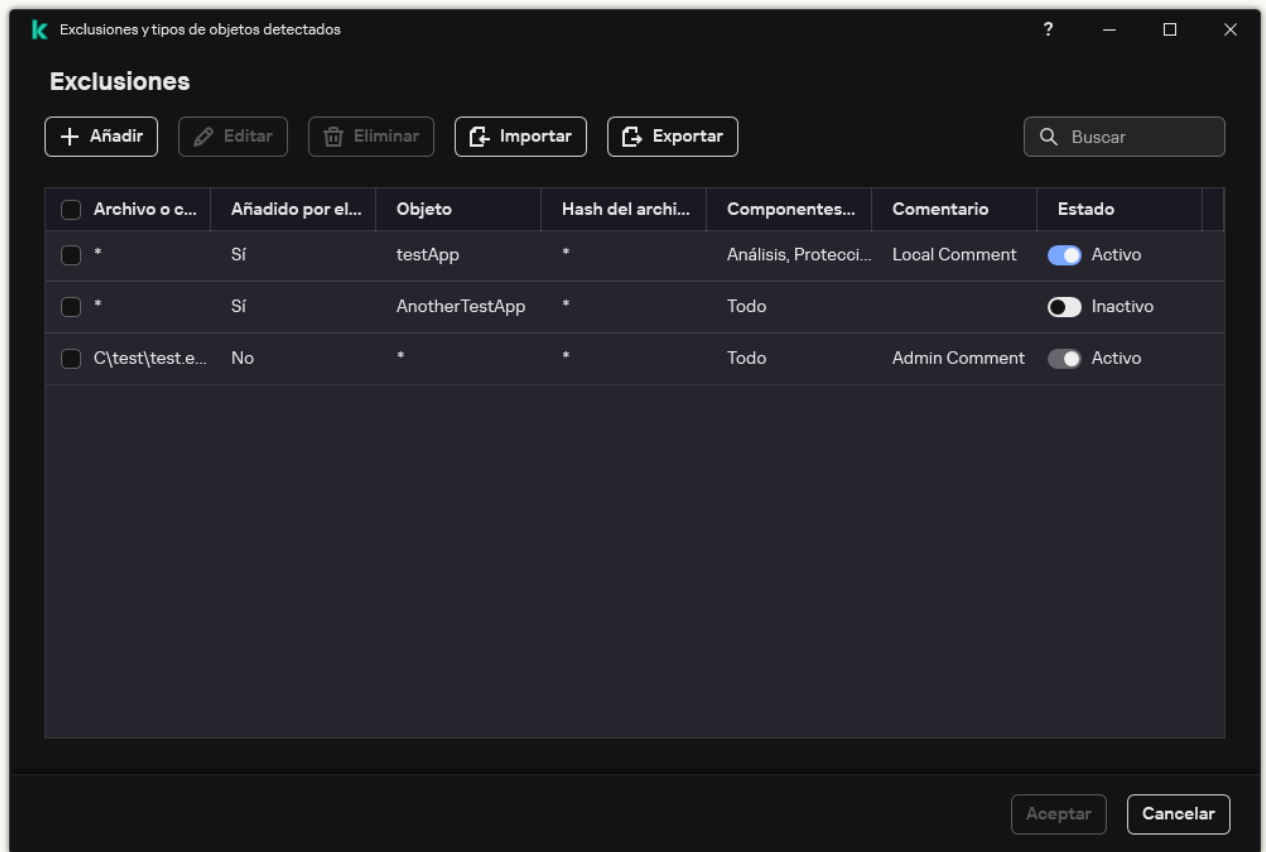 Exclusiones y tipos de objetos detectados ?
Exclusiones
Añadir Editar Eliminar Importar Exportar Buscar
Archivo o c... Añadido por el... Objeto Hash del archi... Componentes... Comentario Estado
* Sí testApp * Análisis, Protecci... Local Comment Activo
* Sí AnotherTestApp * Todo Inactivo
C\test\test.e... No * * Todo Admin Comment Activo
Aceptar Cancelar